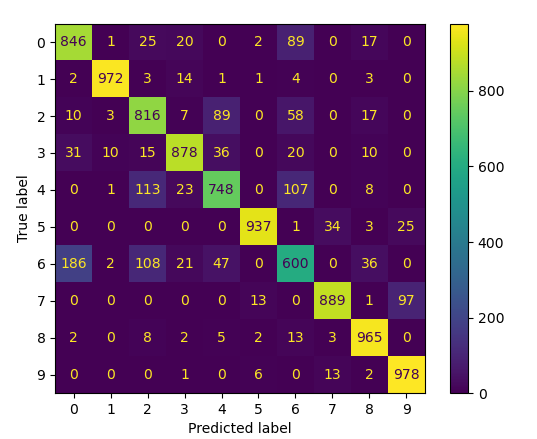 0 846 1 25 20 0 2 89 0 17 0
1 2 972 3 14 1 1 4 0 3 0
2 10 3 816 7 89 0 58 0 17 0
3 31 10 15 878 36 0 20 0 10 0
4 0 1 113 23 748 0 107 0 8 0
5 0 0 0 0 0 937 1 34 3 25
6 186 2 108 21 47 0 600 0 36 0
7 0 0 0 0 0 13 0 889 1 97
8 2 0 8 2 5 2 13 3 965 0
9 0 0 0 1 0 6 0 13 2 978
0 1 2 3 4 5 6 7 8 9
Predicted label
True label
800
600
400
200
0